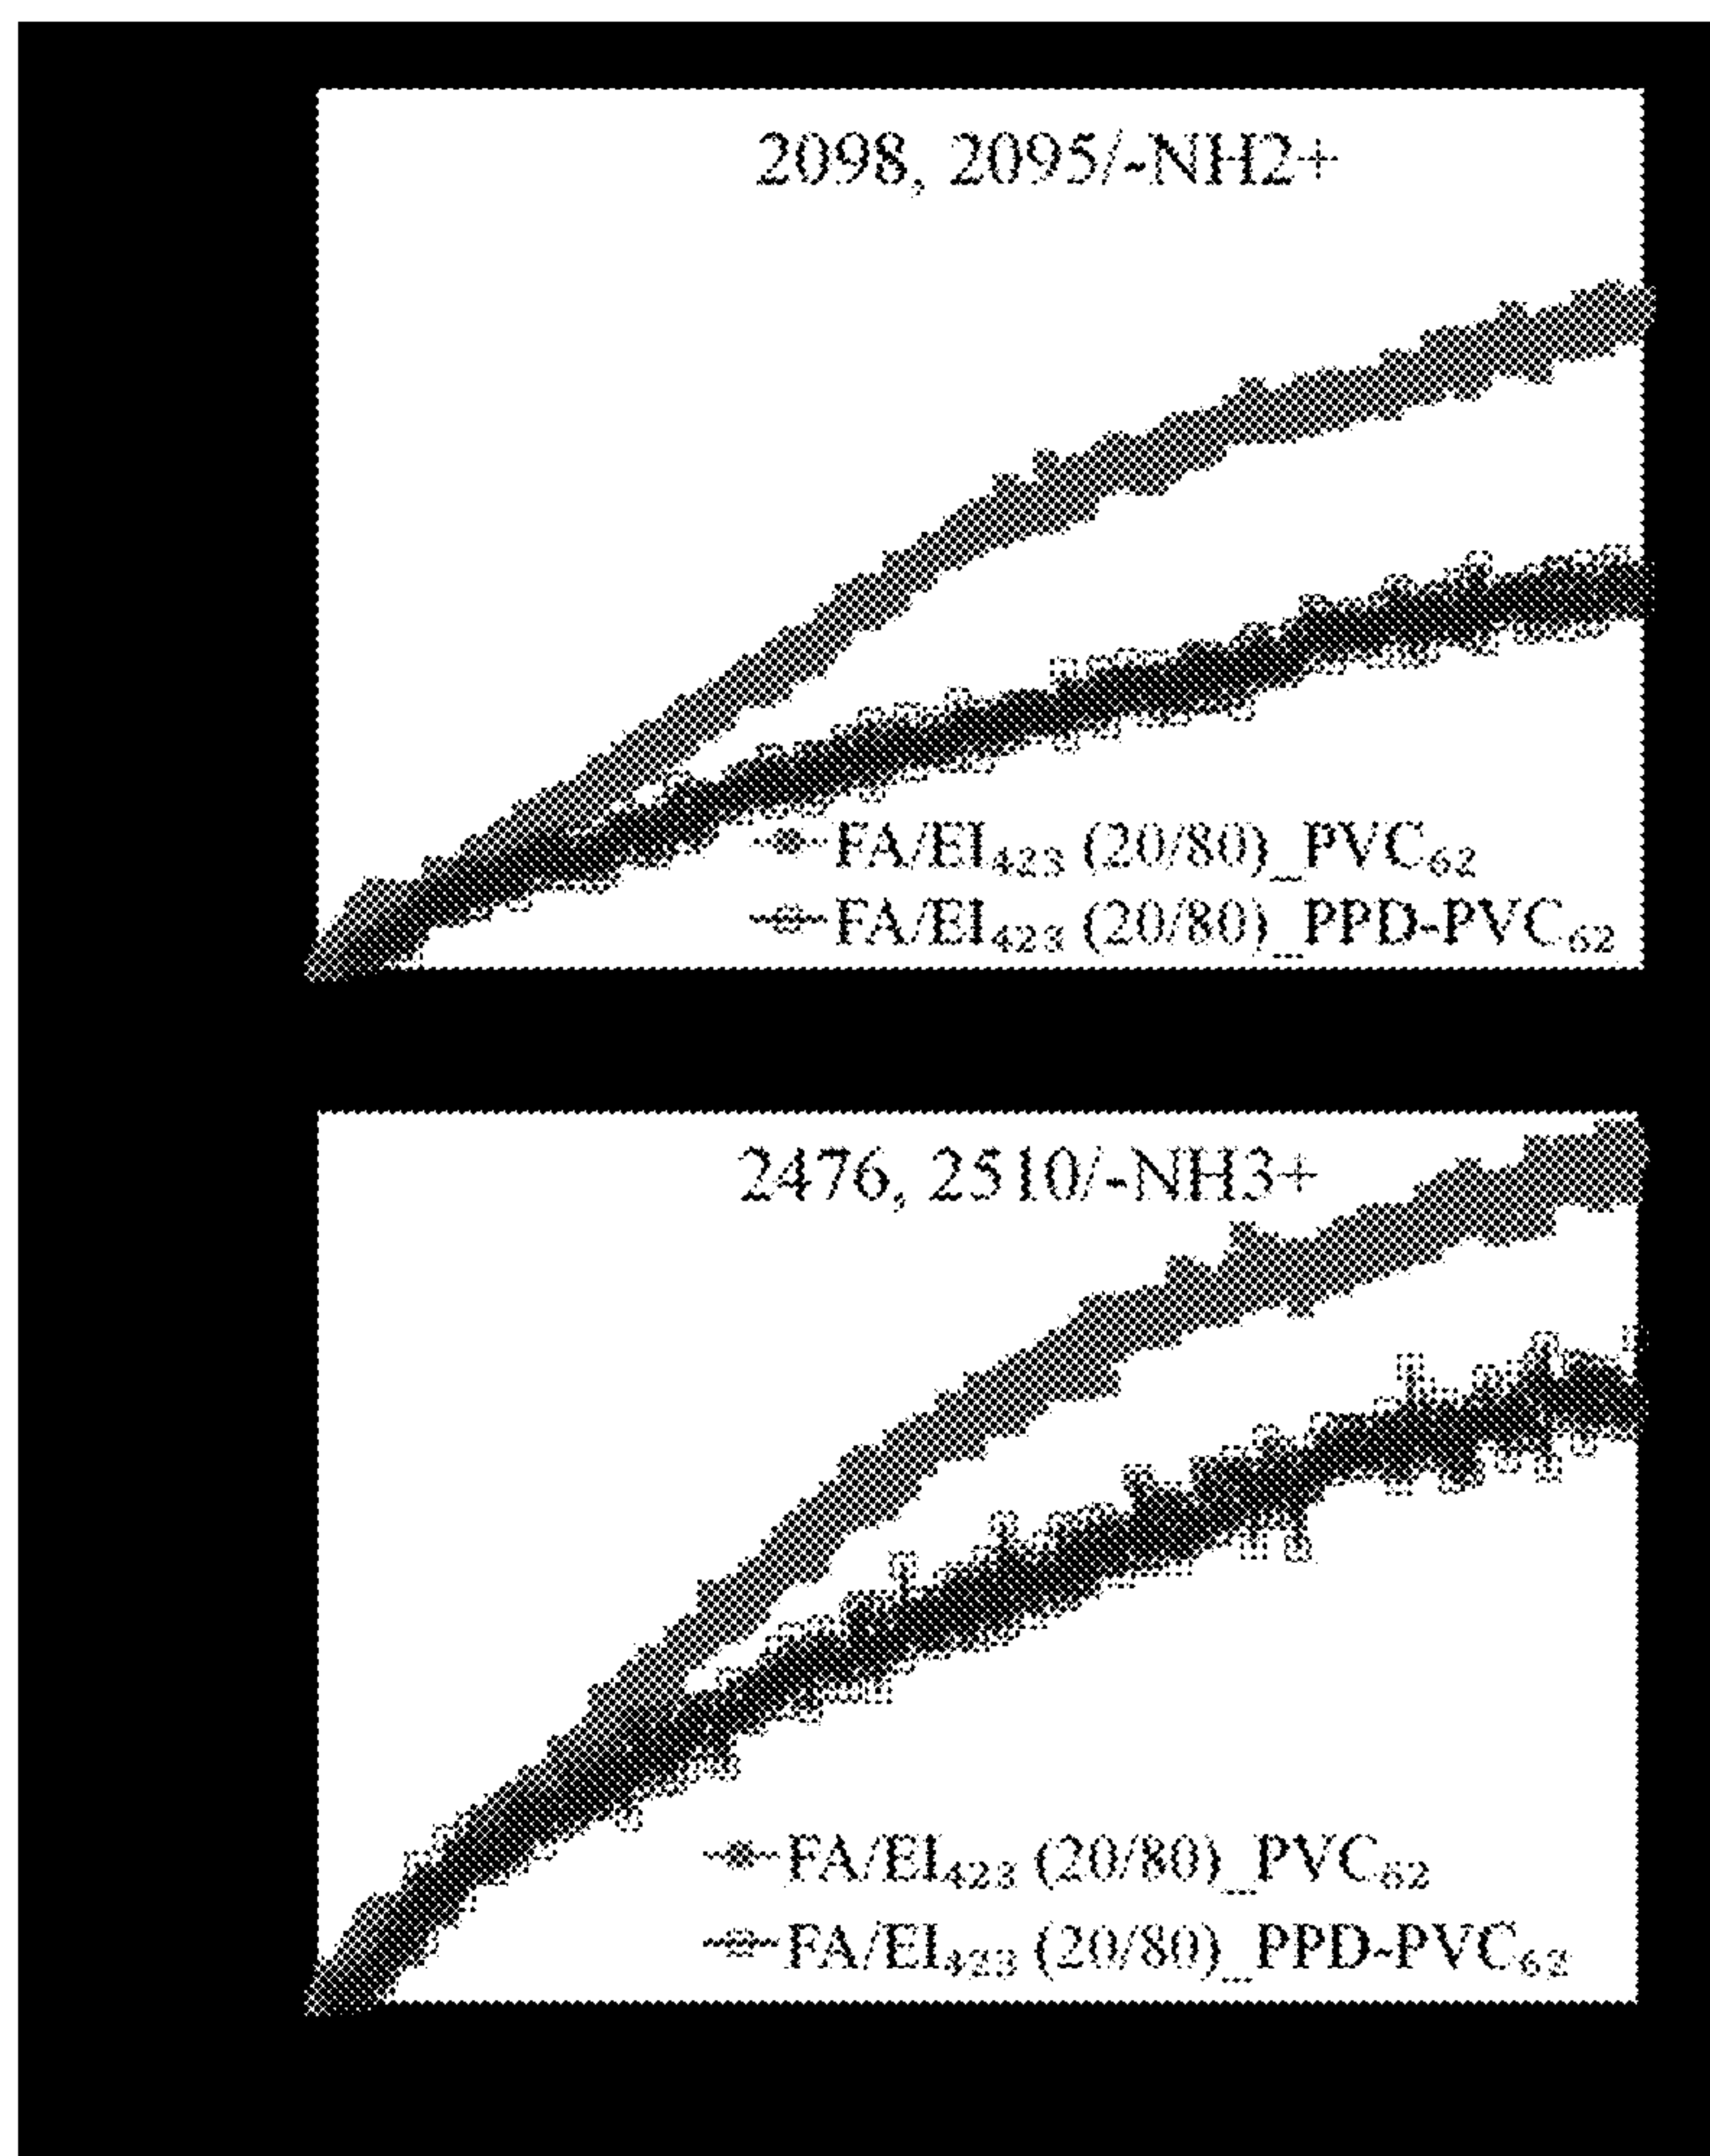 2098, 2095/-NH2+
FA/EI₄₂₃ (20/80)_PVC₆₂
FA/EI₄₂₃ (20/80)_PPD-PVC₆₂
2476, 2510/-NH3+
FA/EI₄₂₃ (20/80)_PVC₆₂
FA/EI₄₂₃ (20/80)_PPD-PVC₆₂